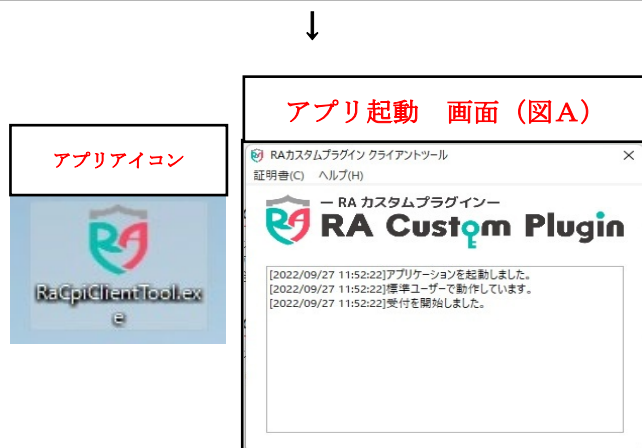 ↓
アプリ起動　画面（図A）
アプリアイコン
RAカスタムプラグイン クライアントツール
証明書(C) ヘルプ(H)
RA
ー RA カスタムプラグインー
RA Custom Plugin
[2022/09/27 11:52:22]アプリケーションを起動しました。
[2022/09/27 11:52:22]標準ユーザーで動作しています。
[2022/09/27 11:52:22]受付を開始しました。
RA
RaCpiClientTool.ex
e